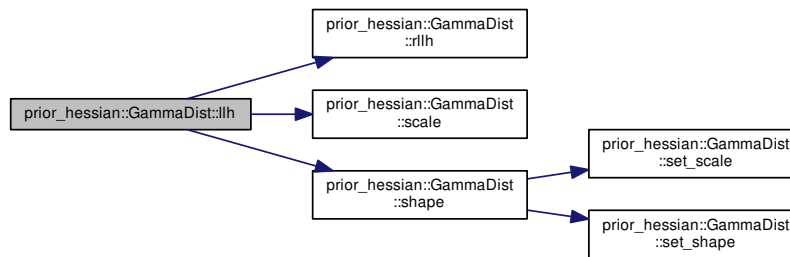 prior_hessian::GammaDist::llh
prior_hessian::GammaDist
::rllh
prior_hessian::GammaDist
::scale
prior_hessian::GammaDist
::shape
prior_hessian::GammaDist
::set_scale
prior_hessian::GammaDist
::set_shape